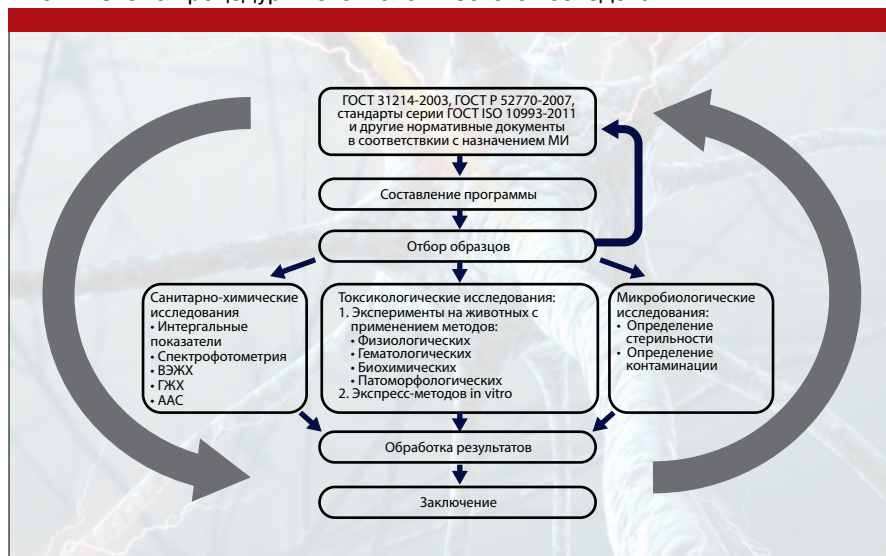 ГОСТ 31214-2003, ГОСТ Р 52770-2007,
стандарты серии ГОСТ ISO 10993-2011
и другие нормативные документы
в соответствии с назначением МИ
Составление программы
Отбор образцов
Санитарно-химические
исследования
• Интегральные
показатели
• Спектрофотометрия
• ВЭЖХ
• ГЖХ
• ААС
Токсикологические исследования:
1. Эксперименты на животных с
применением методов:
• Физиологических
• Гематологических
• Биохимических
• Патоморфологических
2. Экспресс-методов in vitro
Микробиологические
исследования:
• Определение
стерильности
• Определение
контаминации
Обработка результатов
Заключение